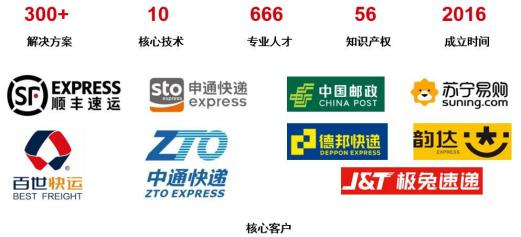 300+
10
666
56
2016
解决方案
核心技术
专业人才
知识产权
成立时间
SF EXPRESS
顺丰速运
sto express
申通快递
express
中国邮政
CHINA POST
苏宁易购
suning.com
百世快运
BEST FREIGHT
ZTO
中通快递
ZTO EXPRESS
德邦快递
DEPPON EXPRESS
韵达
EXPRESS
J&T 极兔速递
核心客户